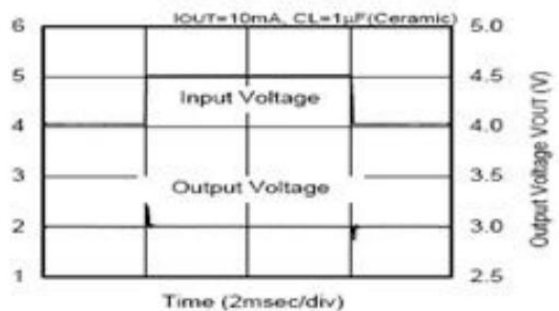 IOUT=10mA, CL=1μF(Ceramic)
6 5.0
5 4.5
Input Voltage
4 4.0
3 3.5
Output Voltage
2 3.0
1 2.5
Output Voltage VOUT (V)
Time (2msec/div)